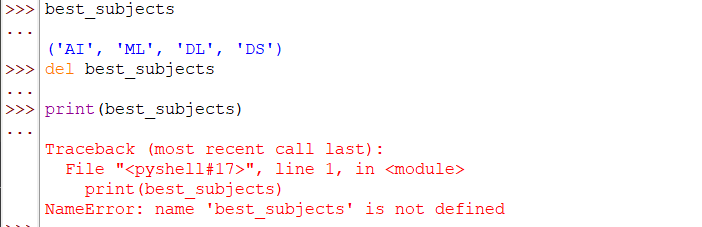 >>> best_subjects
...
('AI', 'ML', 'DL', 'DS')
>>> del best_subjects
...
>>> print(best_subjects)
...
Traceback (most recent call last):
  File "<pyshell#17>", line 1, in <module>
    print(best_subjects)
NameError: name 'best_subjects' is not defined